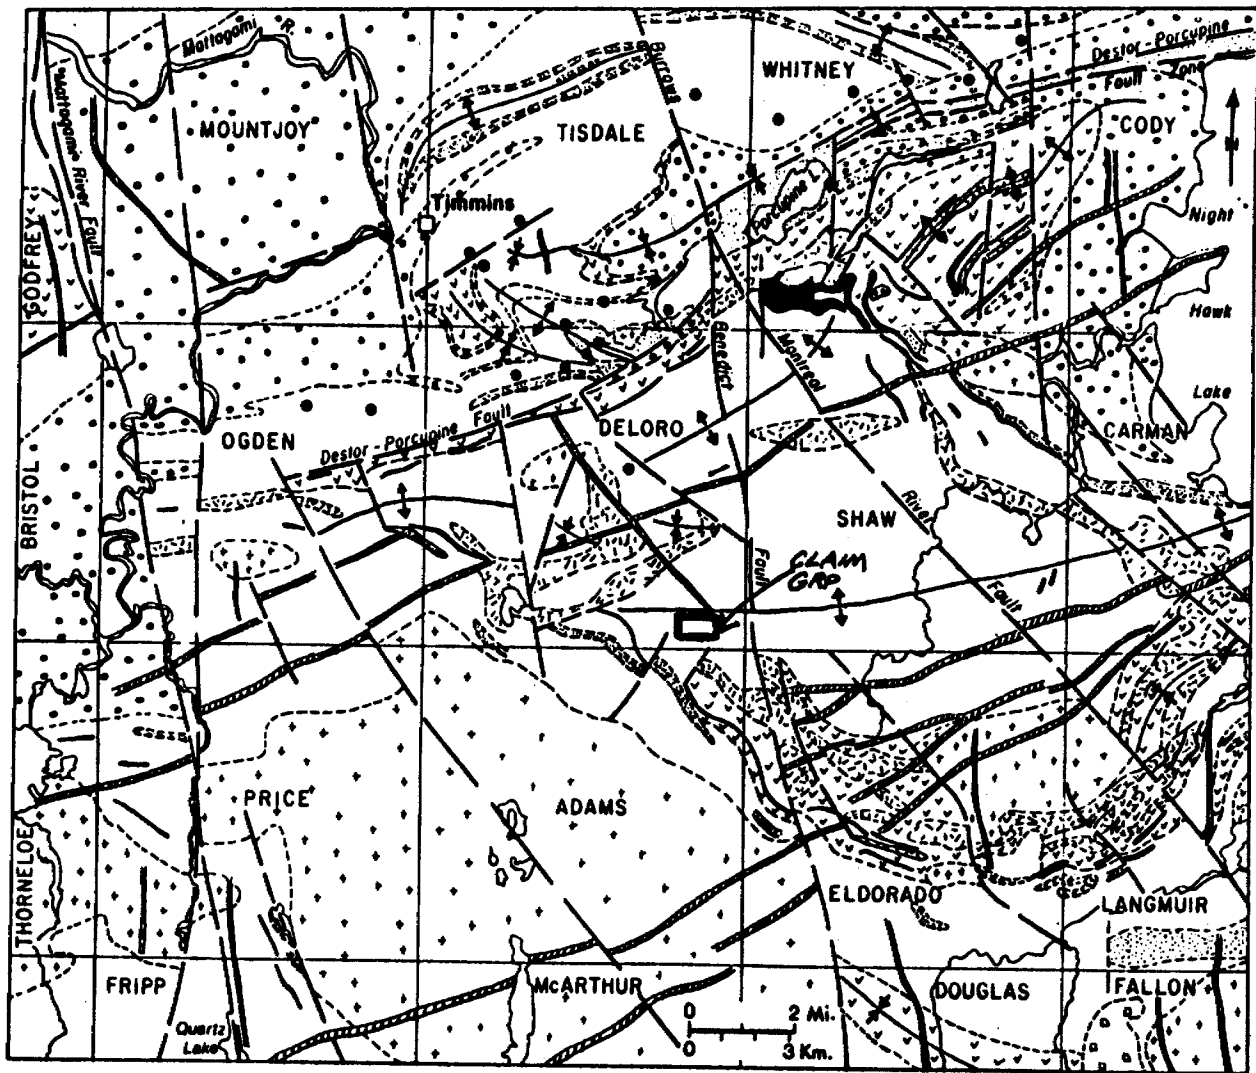 Mattagami R.
Burrows
WHITNEY
Destor - Porcupine
Fault Zone
MOUNTJOY
TISDALE
CODY
N
Mattagami River Fault
Timmins
Porcupine L.
Night
GODFREY
Hawk
Benedict
Montreal
Lake
OGDEN
Destor - Porcupine Fault
DELORO
CARMAN
BRISTOL
SHAW
River
CLAIM
GRP
Fault
Fault
PRICE
ADAMS
THORNELOE
ELDORADO
LANGMUIR
FRIPP
McARTHUR
DOUGLAS
FALLON
Quartz
Lake
0 2 Mi.
0 3 Km.